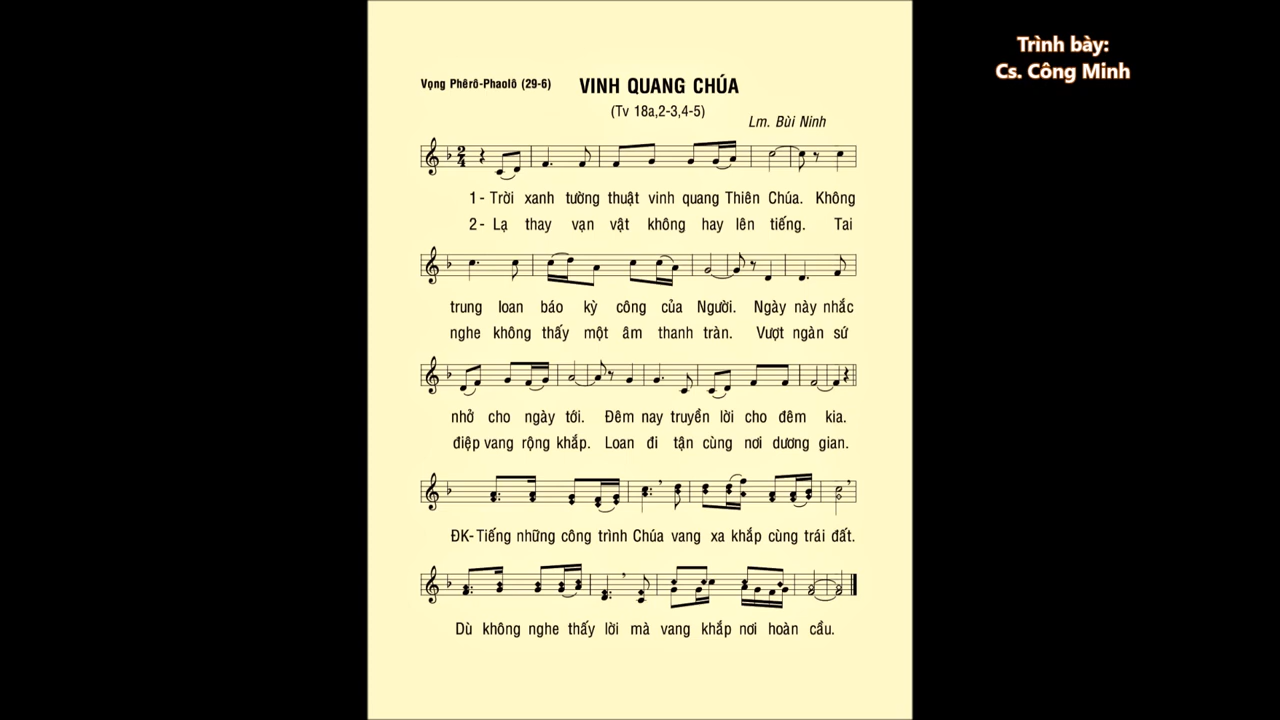 Trình bày:
Cs. Công Minh
Vọng Phêrô-Phaolô (29-6)
VINH QUANG CHÚA
(Tv 18a,2-3,4-5)
Lm. Bùi Ninh
2 4
1- Trời xanh tường thuật vinh quang Thiên Chúa. Không
2- Lạ thay vạn vật không hay lên tiếng. Tai
trung loan báo kỳ công của Người. Ngày này nhắc
nghe không thấy một âm thanh tràn. Vượt ngàn sứ
nhở cho ngày tới. Đêm nay truyền lời cho đêm kia.
điệp vang rộng khắp. Loan đi tận cùng nơi dương gian.
ĐK- Tiếng những công trình Chúa vang xa khắp cùng trái đất.
Dù không nghe thấy lời mà vang khắp nơi hoàn cầu.